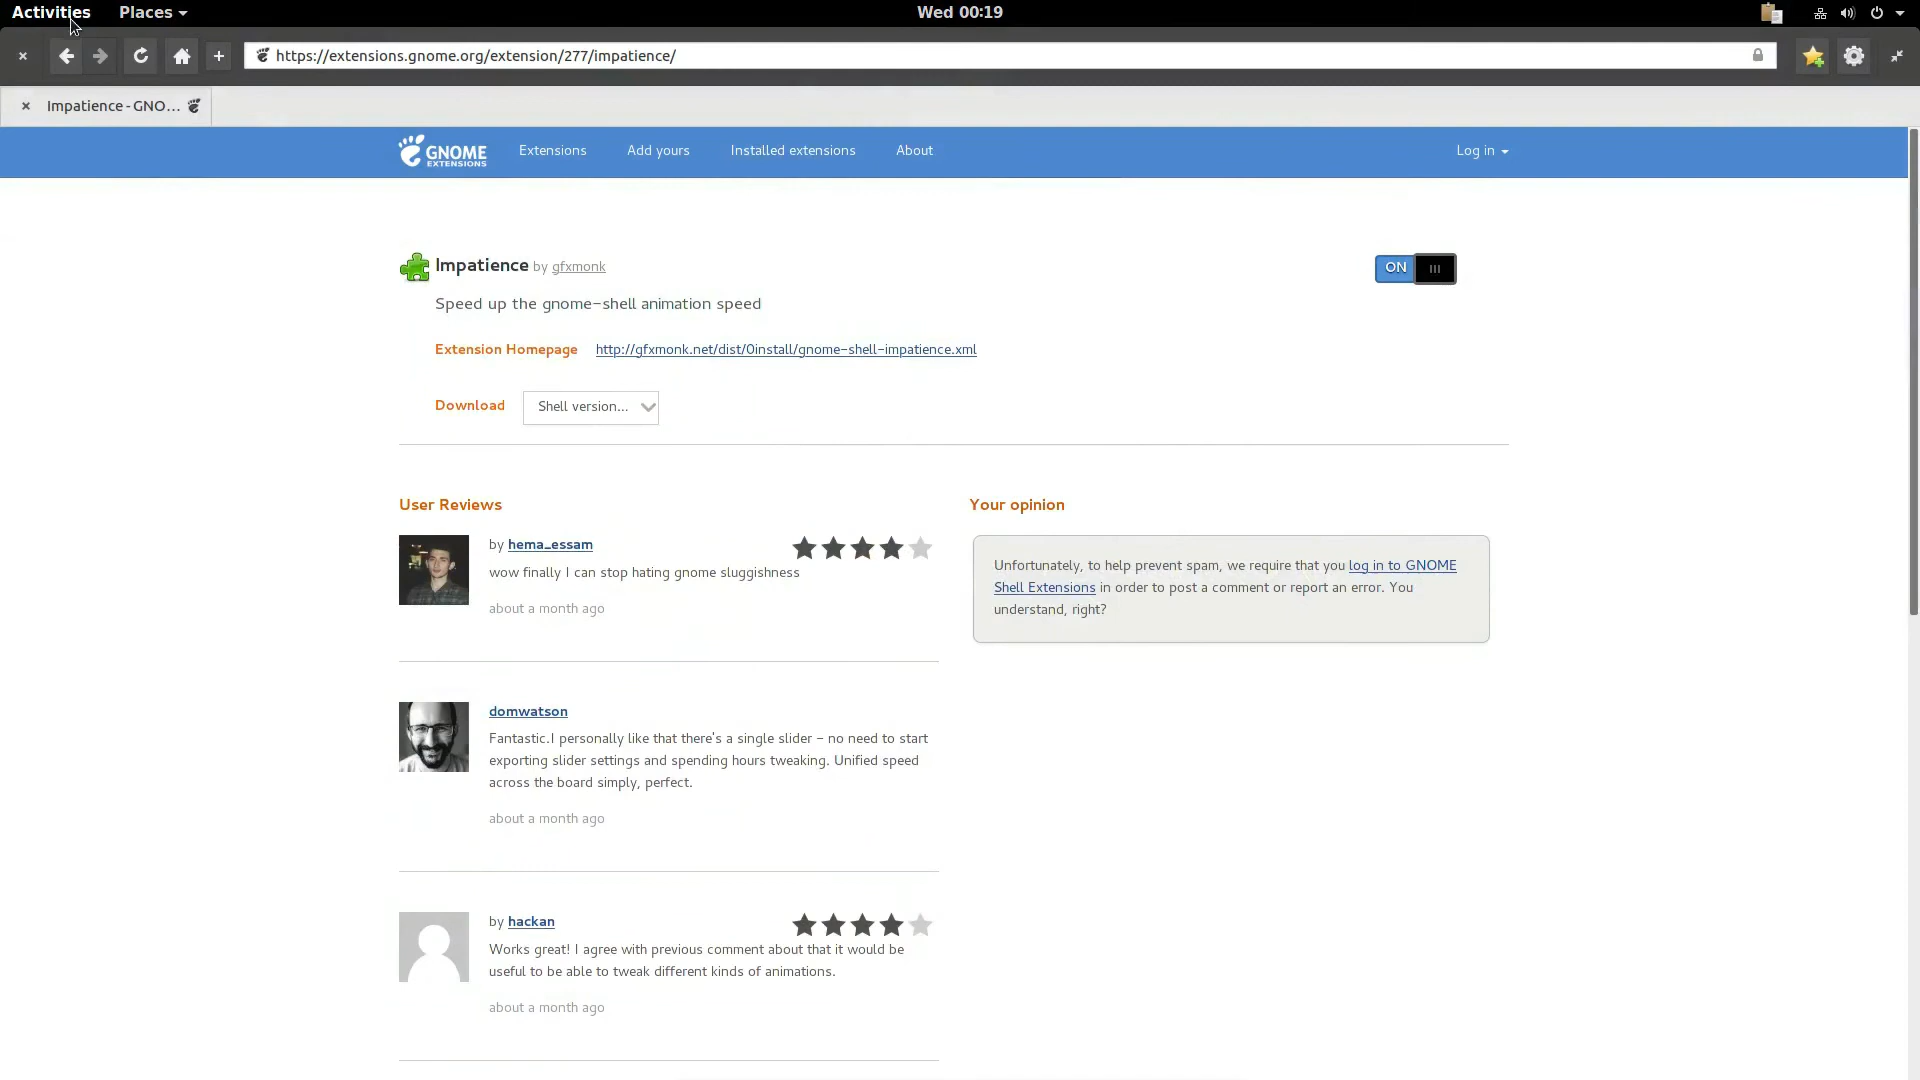 Activities Places Wed 00:19
https://extensions.gnome.org/extension/277/impatience/
Impatience - GNO...
GNOME EXTENSIONS Extensions Add yours Installed extensions About Log in
Impatience by gfxmonk ON
Speed up the gnome-shell animation speed
Extension Homepage http://gfxmonk.net/dist/0install/gnome-shell-impatience.xml
Download Shell version...
User Reviews
by hema_essam
wow finally I can stop hating gnome sluggishness
about a month ago
domwatson
Fantastic.I personally like that there's a single slider - no need to start
exporting slider settings and spending hours tweaking. Unified speed
across the board simply, perfect.
about a month ago
by hackan
Works great! I agree with previous comment about that it would be
useful to be able to tweak different kinds of animations.
about a month ago
Your opinion
Unfortunately, to help prevent spam, we require that you log in to GNOME
Shell Extensions in order to post a comment or report an error. You
understand, right?